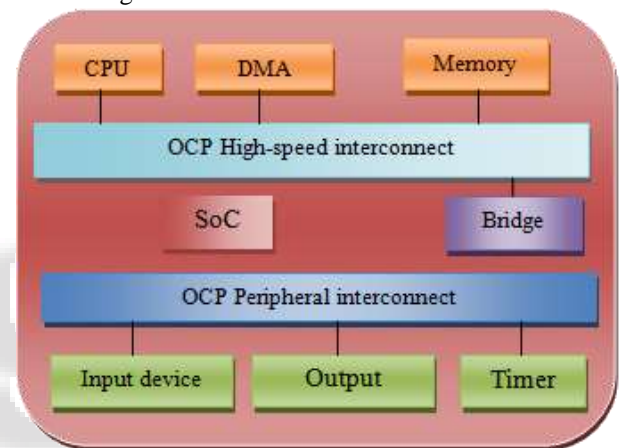 CPU
DMA
Memory
OCP High-speed interconnect
SoC
Bridge
OCP Peripheral interconnect
Input device
Output
Timer